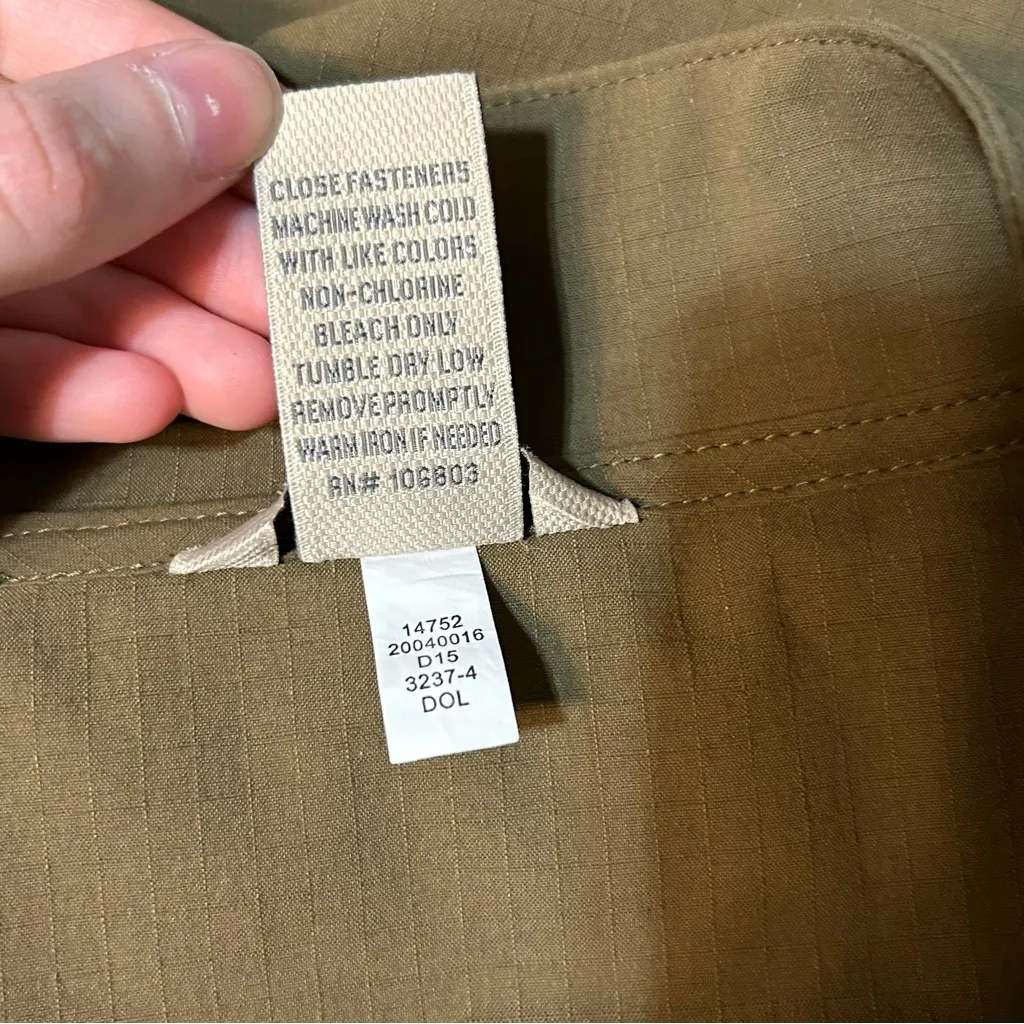 CLOSE FASTENERS
MACHINE WASH COLD
WITH LIKE COLORS
NON-CHLORINE
BLEACH ONLY
TUMBLE DRY LOW
REMOVE PROMPTLY
WARM IRON IF NEEDED
RN# 106803
14752
20040016
D15
3237-4
DOL